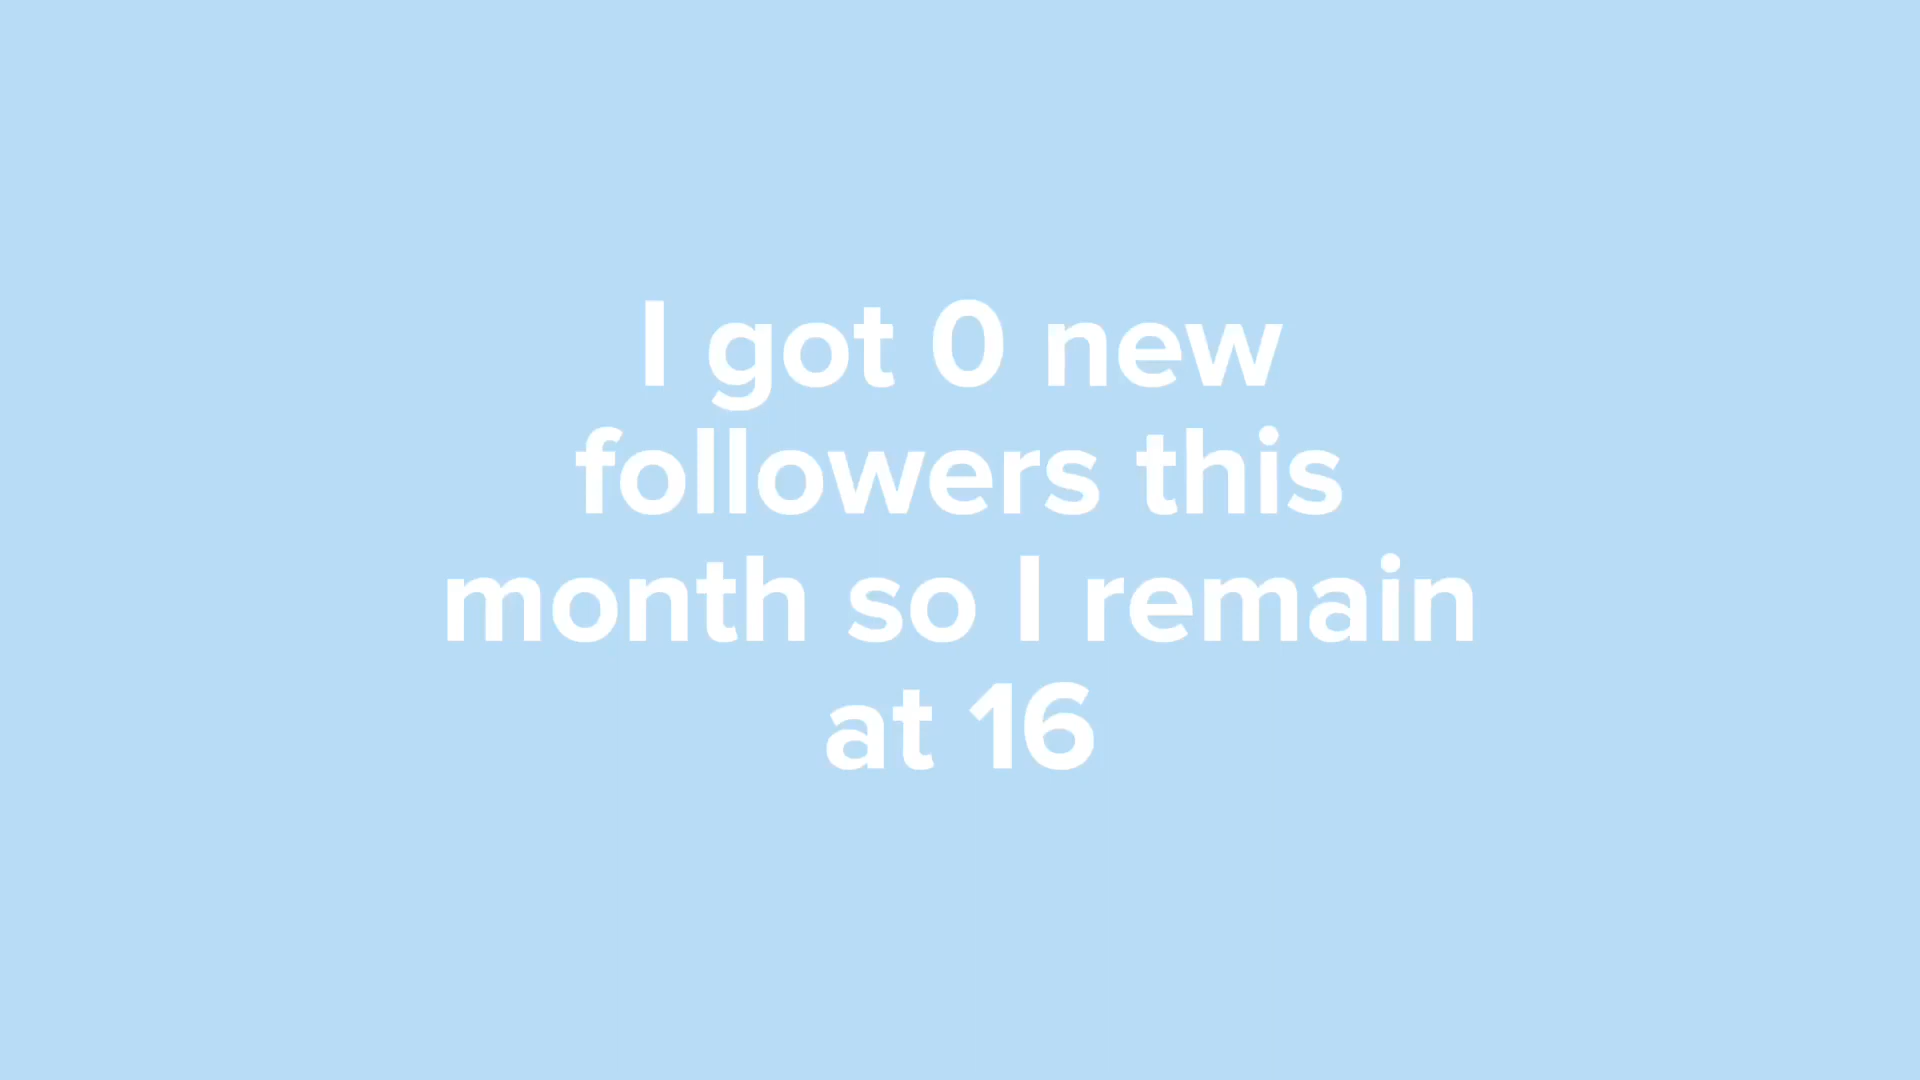 I got 0 new
followers this
month so I remain
at 16